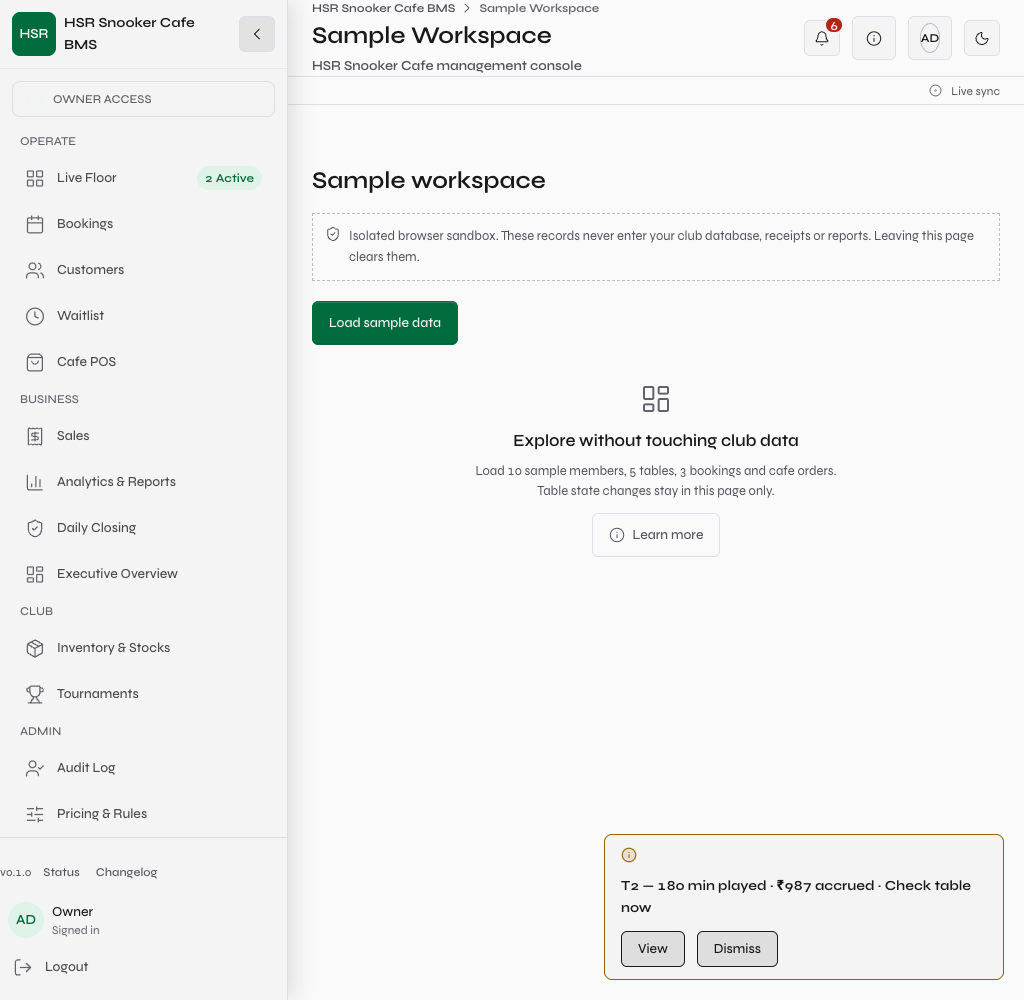 HSR
HSR Snooker Cafe
BMS
OWNER ACCESS
OPERATE
Live Floor
2 Active
Bookings
Customers
Waitlist
Cafe POS
BUSINESS
Sales
Analytics & Reports
Daily Closing
Executive Overview
CLUB
Inventory & Stocks
Tournaments
ADMIN
Audit Log
Pricing & Rules
v0.1.0 Status Changelog
AD
Owner
Signed in
Logout
HSR Snooker Cafe BMS > Sample Workspace
Sample Workspace
HSR Snooker Cafe management console
6
AD
Live sync
Sample workspace
Isolated browser sandbox. These records never enter your club database, receipts or reports. Leaving this page
clears them.
Load sample data
Explore without touching club data
Load 10 sample members, 5 tables, 3 bookings and cafe orders.
Table state changes stay in this page only.
Learn more
T2 — 180 min played · ₹987 accrued · Check table
now
View
Dismiss